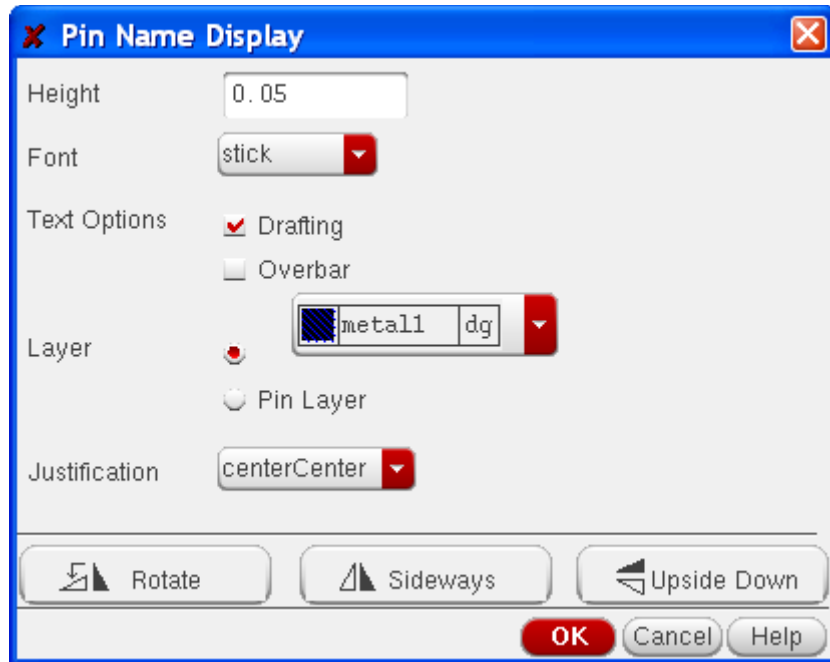 Pin Name Display
Height 0.05
Font stick
Text Options Drafting
Overbar
metal1 dg
Layer
Pin Layer
Justification centerCenter
Rotate Sideways Upside Down
OK Cancel Help